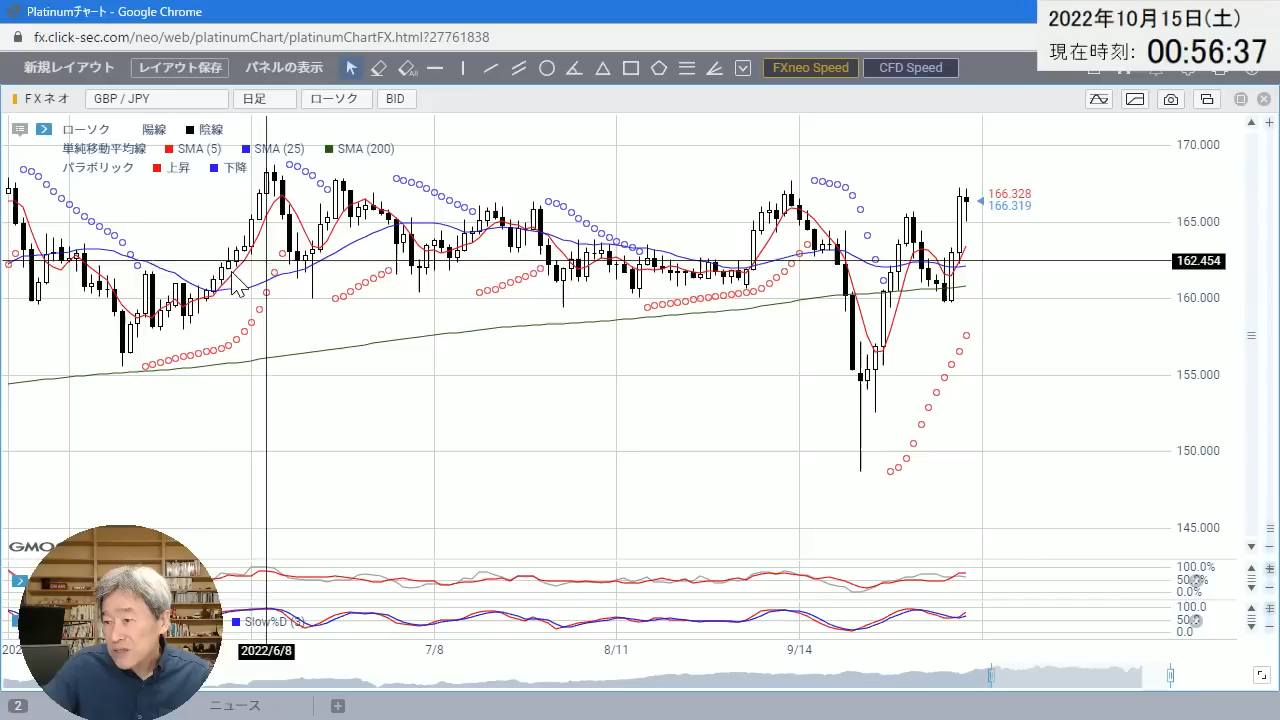 Platinumチャート - Google Chrome
2022年10月15日(土)
現在時刻: 00:56:37
fx.click-sec.com/neo/web/platinumChart/platinumChartFX.html?27761838
新規レイアウト レイアウト保存 パネルの表示 All FXneo Speed CFD Speed
FXネオ GBP / JPY 日足 ローソク BID
ローソク 陽線 陰線
単純移動平均線 SMA (5) SMA (25) SMA (200)
パラボリック 上昇 下降
170.000
166.328
166.319
165.000
162.454
160.000
155.000
150.000
145.000
GMO
100.0%
50.0%
0.0%
Slow%D (3)
100.0
50.0
0.0
202
2022/6/8
7/8
8/11
9/14
2 ニュース